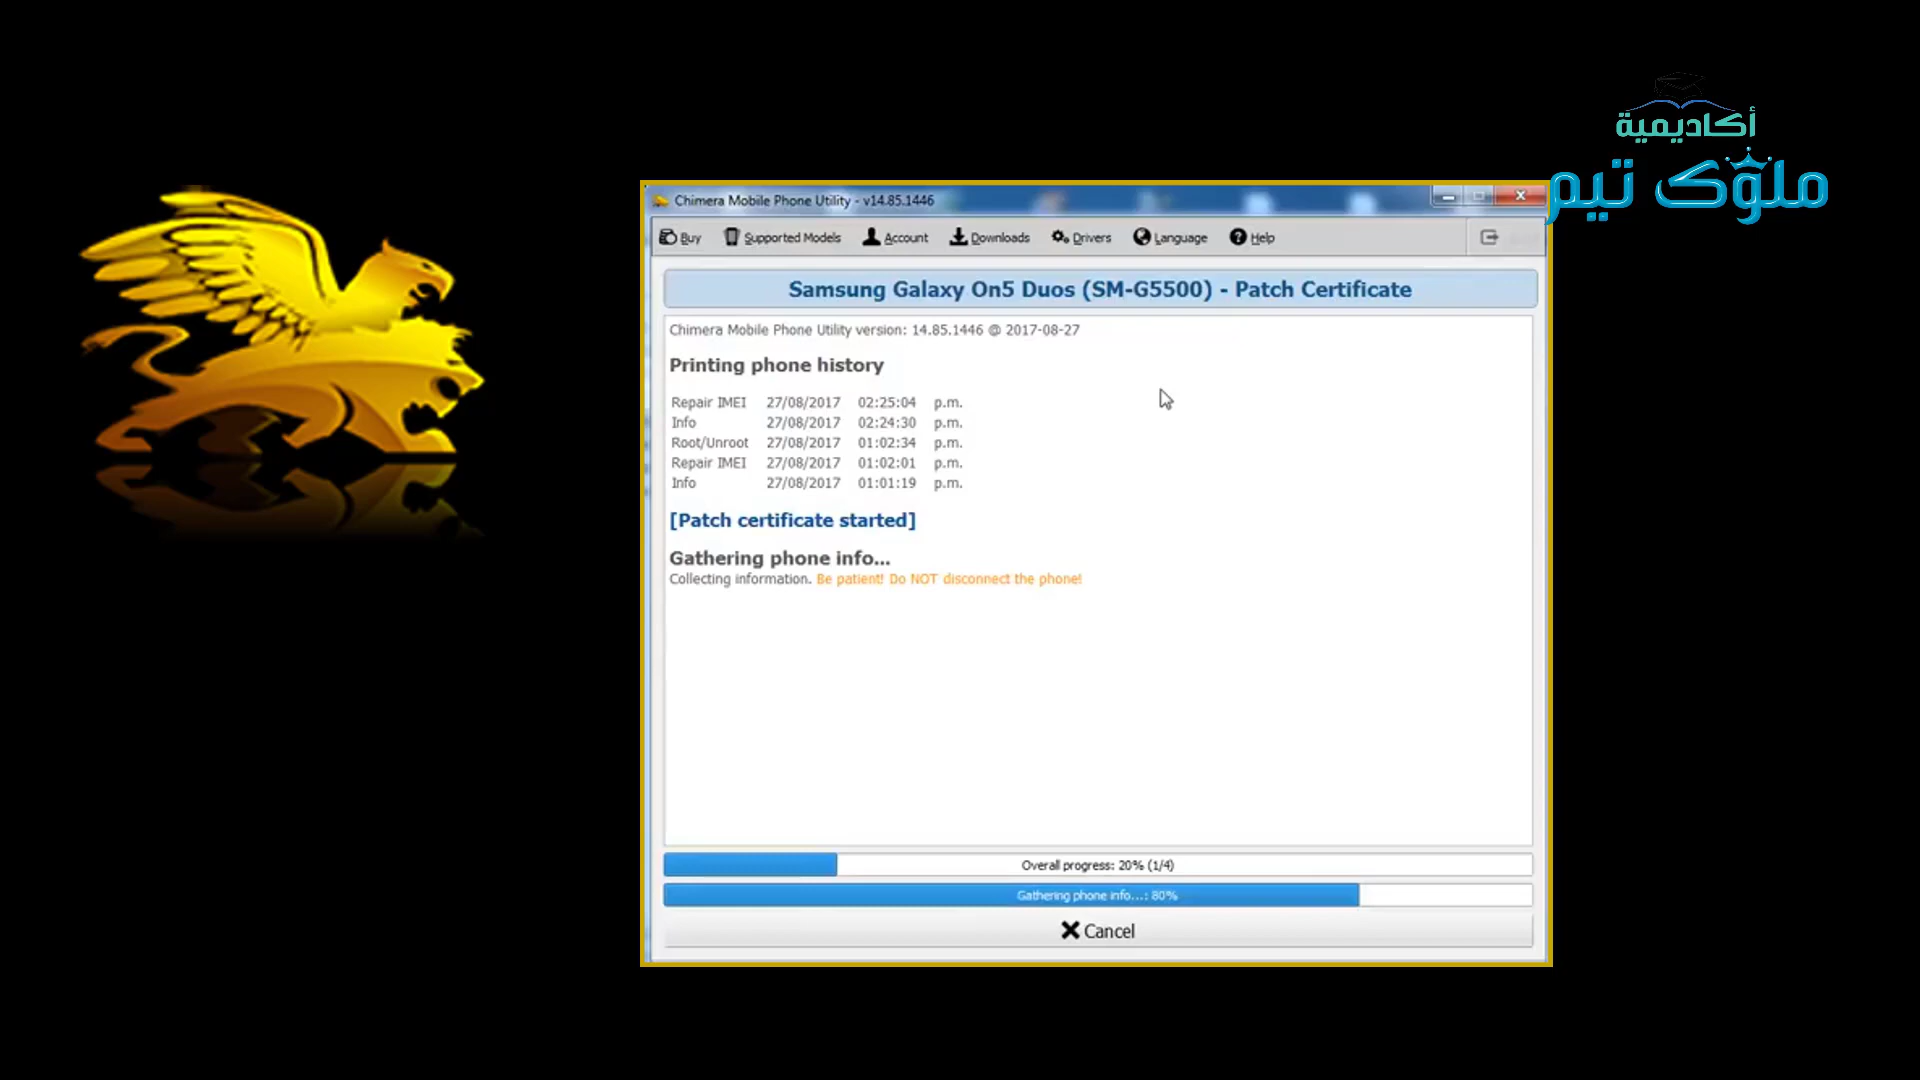 أكاديمية
ملوك تيم
Chimera Mobile Phone Utility - v14.85.1446
Buy Supported Models Account Downloads Drivers Language Help
Samsung Galaxy On5 Duos (SM-G5500) - Patch Certificate
Chimera Mobile Phone Utility version: 14.85.1446 @ 2017-08-27
Printing phone history
Repair IMEI 27/08/2017 02:25:04 p.m.
Info 27/08/2017 02:24:30 p.m.
Root/Unroot 27/08/2017 01:02:34 p.m.
Repair IMEI 27/08/2017 01:02:01 p.m.
Info 27/08/2017 01:01:19 p.m.
[Patch certificate started]
Gathering phone info...
Collecting information. Be patient! Do NOT disconnect the phone!
Overall progress: 20% (1/4)
Gathering phone info...: 80%
Cancel